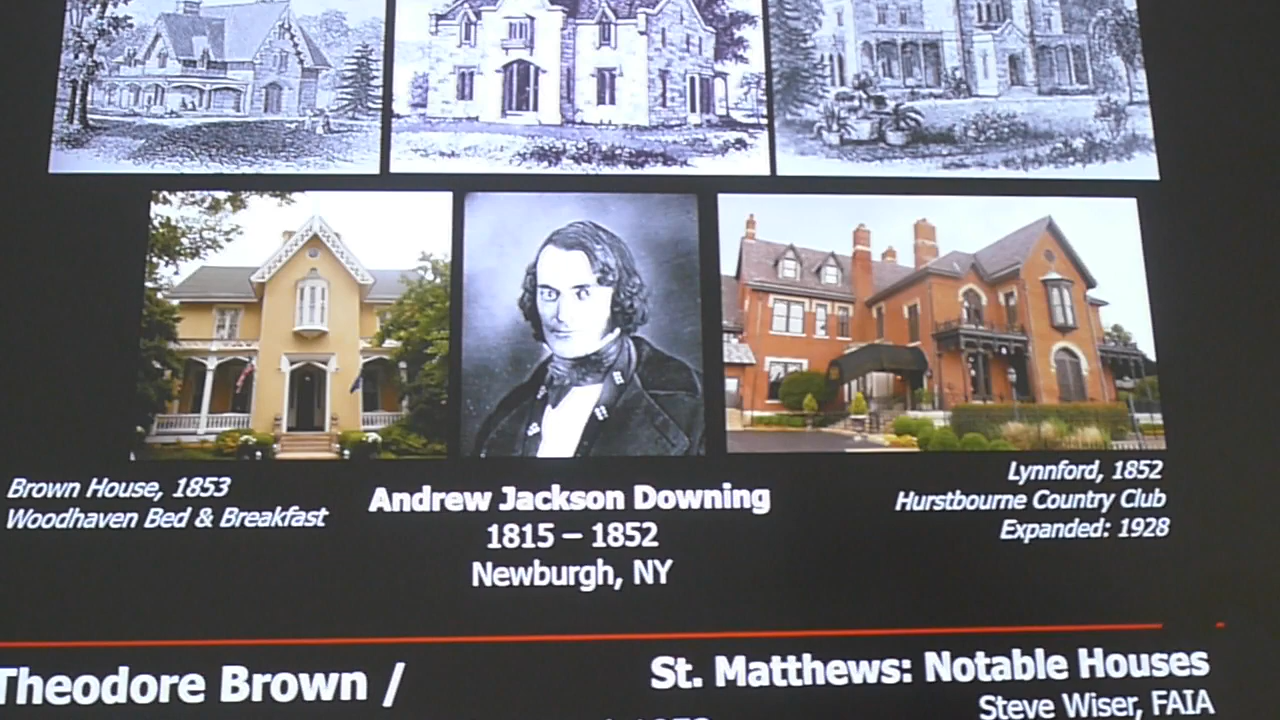 Brown House, 1853
Woodhaven Bed & Breakfast
Andrew Jackson Downing
1815 – 1852
Newburgh, NY
Lynnford, 1852
Hurstbourne Country Club
Expanded: 1928
Theodore Brown /
St. Matthews: Notable Houses
Steve Wiser, FAIA